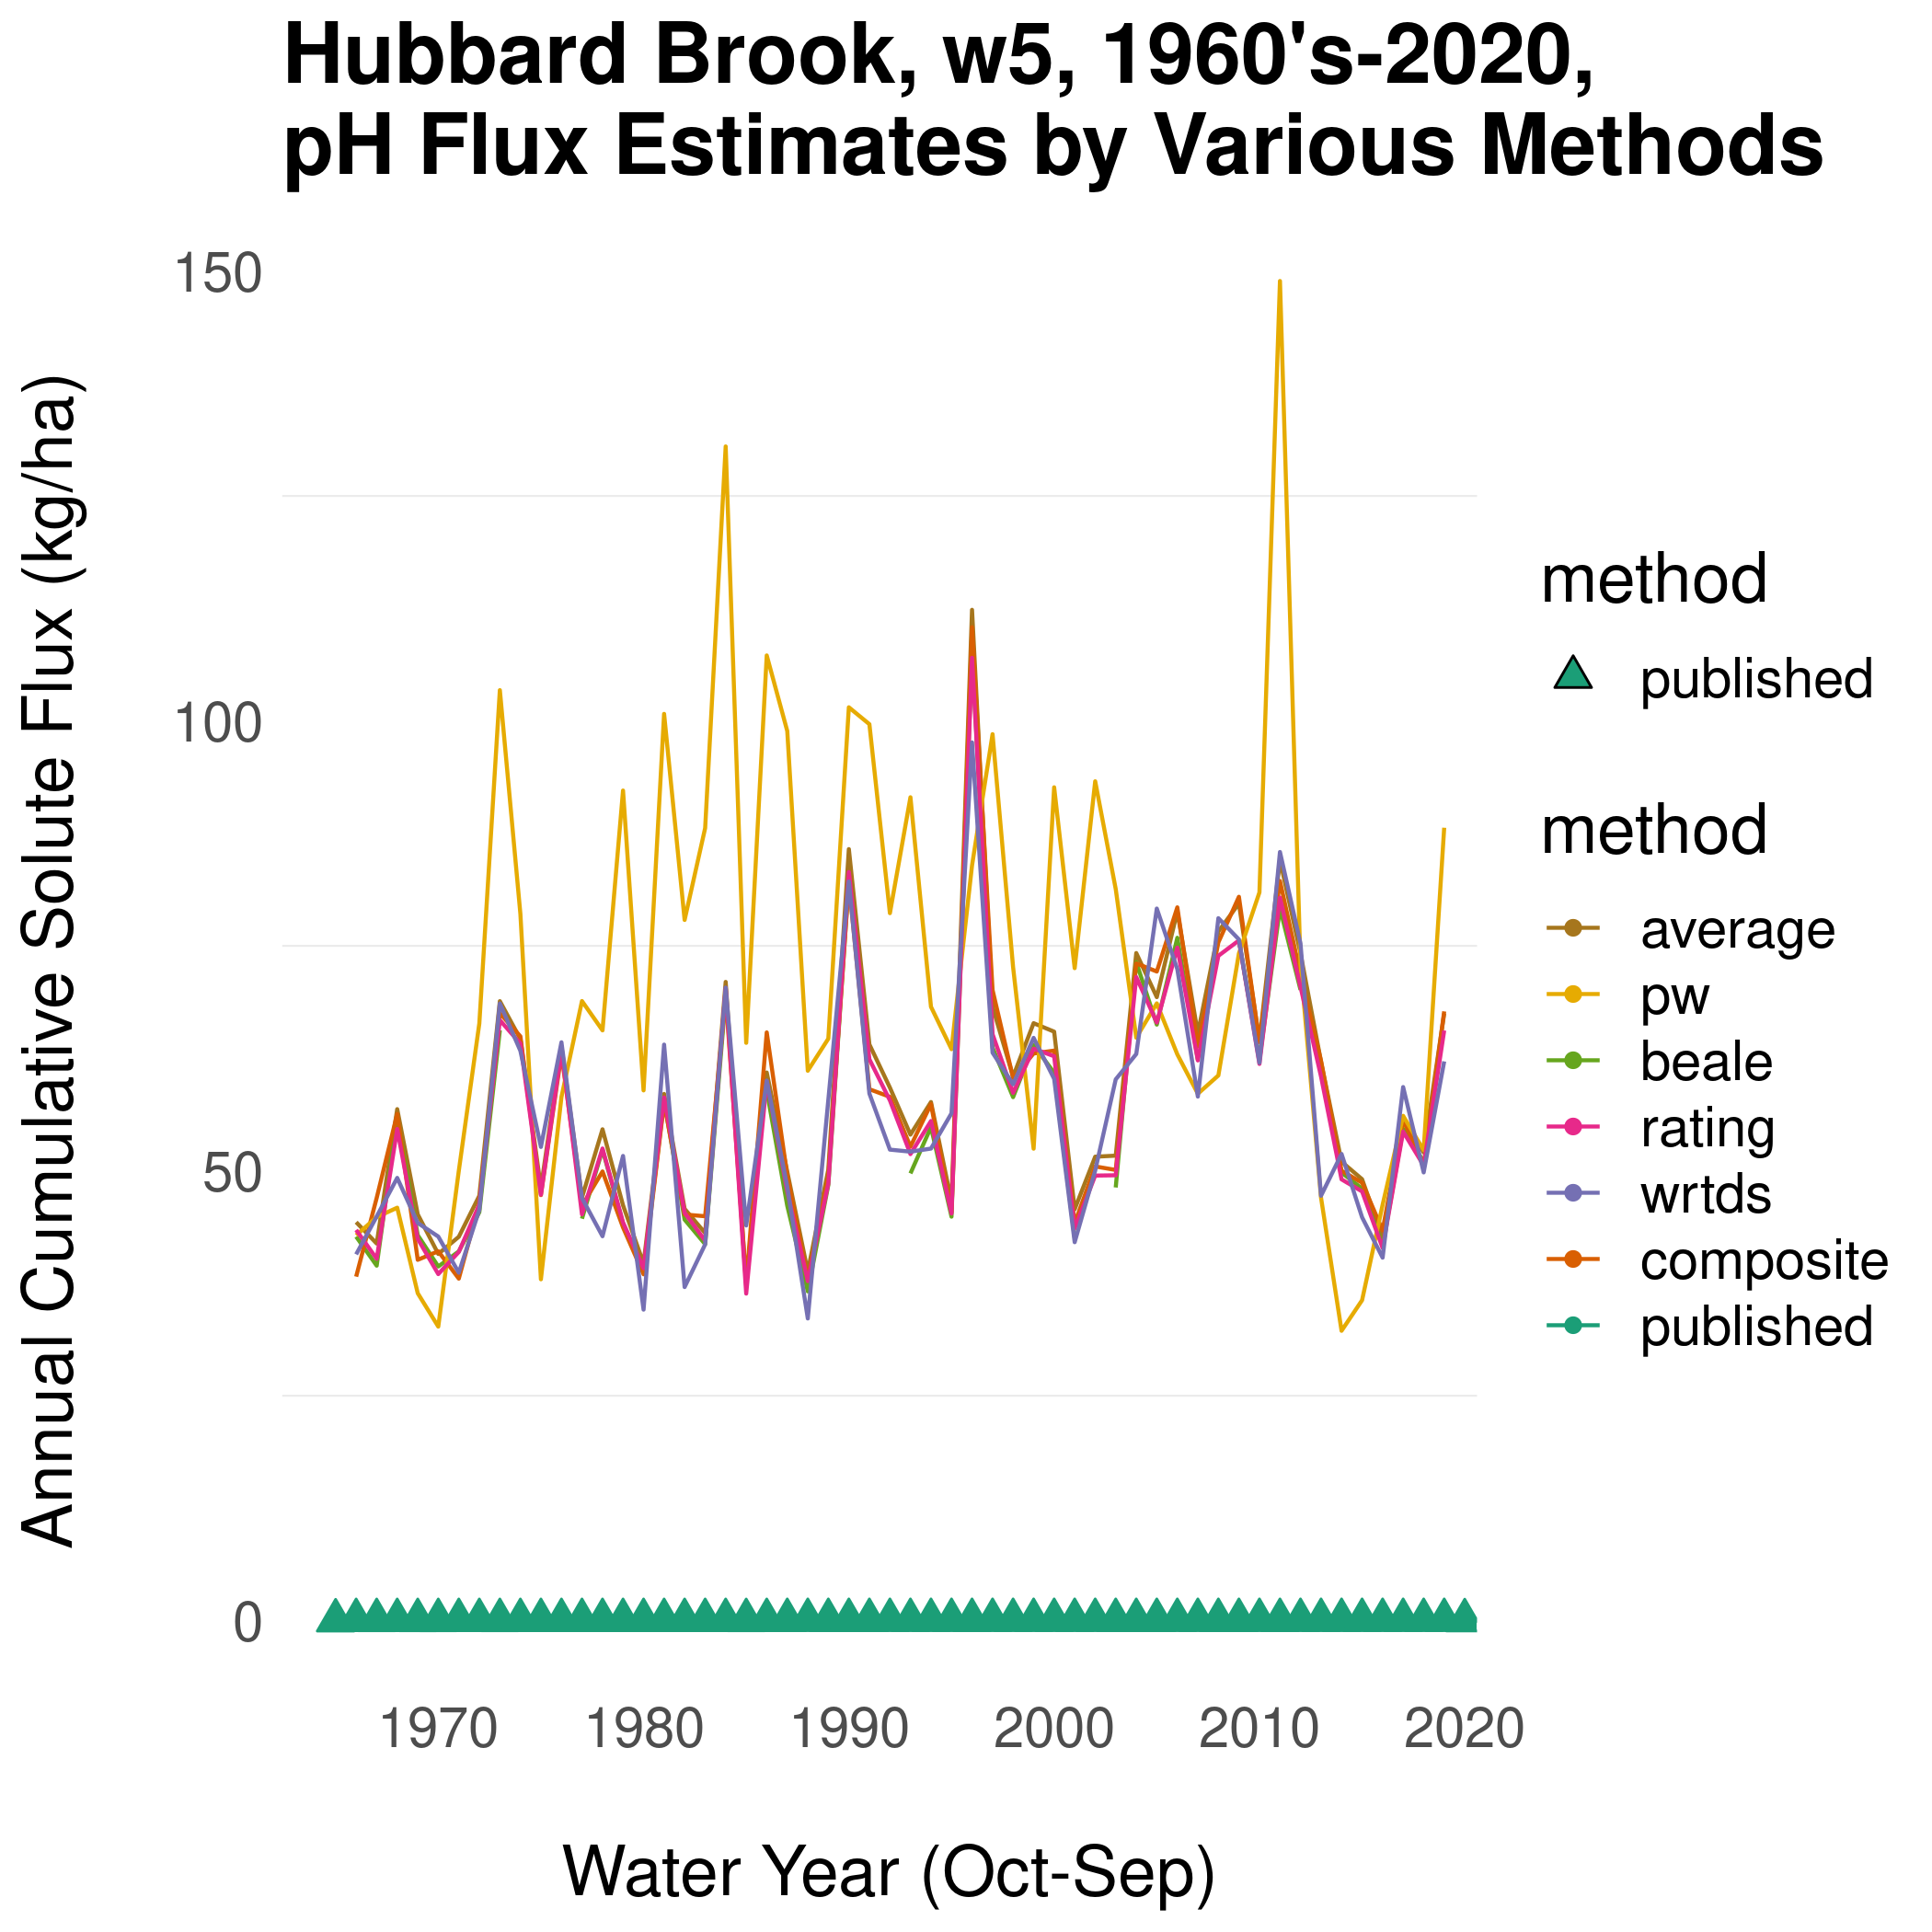 Hubbard Brook, w5, 1960's-2020,
pH Flux Estimates by Various Methods
Annual Cumulative Solute Flux (kg/ha)
150
100
50
0
1970 1980 1990 2000 2010 2020
Water Year (Oct-Sep)
method
published
method
average
pw
beale
rating
wrtds
composite
published